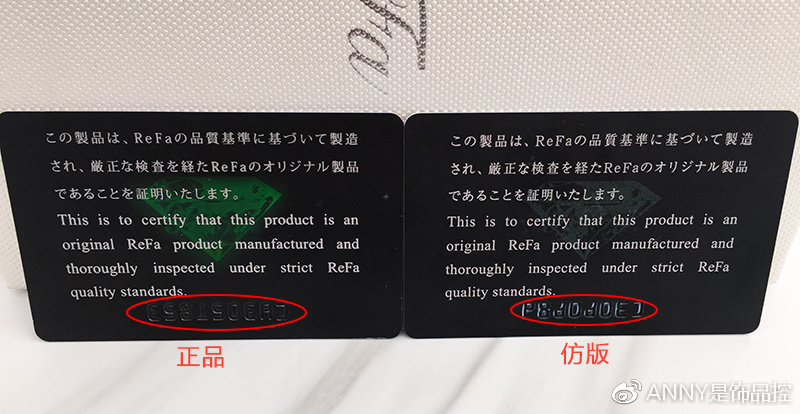 この製品は、ReFaの品質基準に基づいて製造
され、厳正な検査を経たReFaのオリジナル製品
であることを証明いたします。
This is to certify that this product is an
original ReFa product manufactured and
thoroughly inspected under strict ReFa
quality standards.
正品
この製品は、ReFaの品質基準に基づいて製造
され、厳正な検査を経たReFaのオリジナル製品
であることを証明いたします。
This is to certify that this product is an
original ReFa product manufactured and
thoroughly inspected under strict ReFa
quality standards.
仿版
ANNY是饰品控